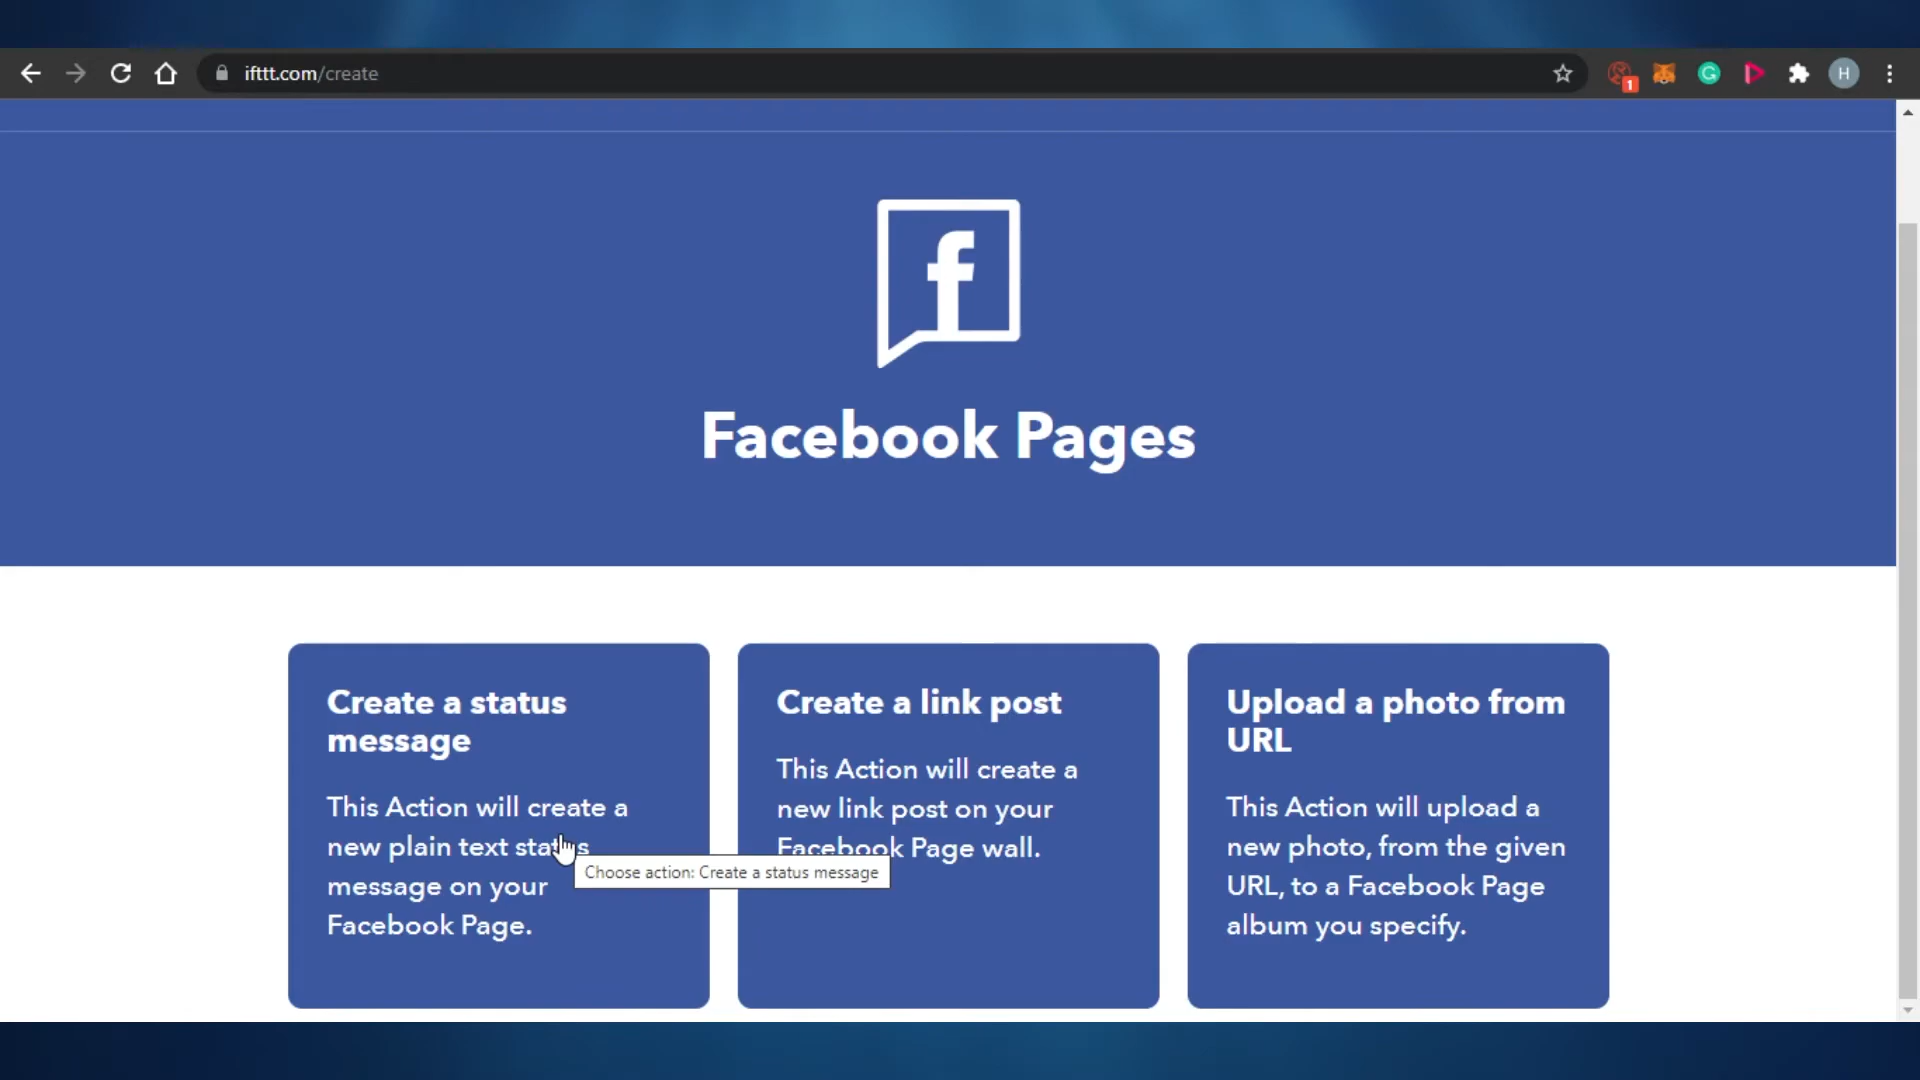 ifttt.com/create
1
H
f
Facebook Pages
Create a status
message
This Action will create a
new plain text status
message on your
Facebook Page.
Create a link post
This Action will create a
new link post on your
Facebook Page wall.
Choose action: Create a status message
Upload a photo from
URL
This Action will upload a
new photo, from the given
URL, to a Facebook Page
album you specify.